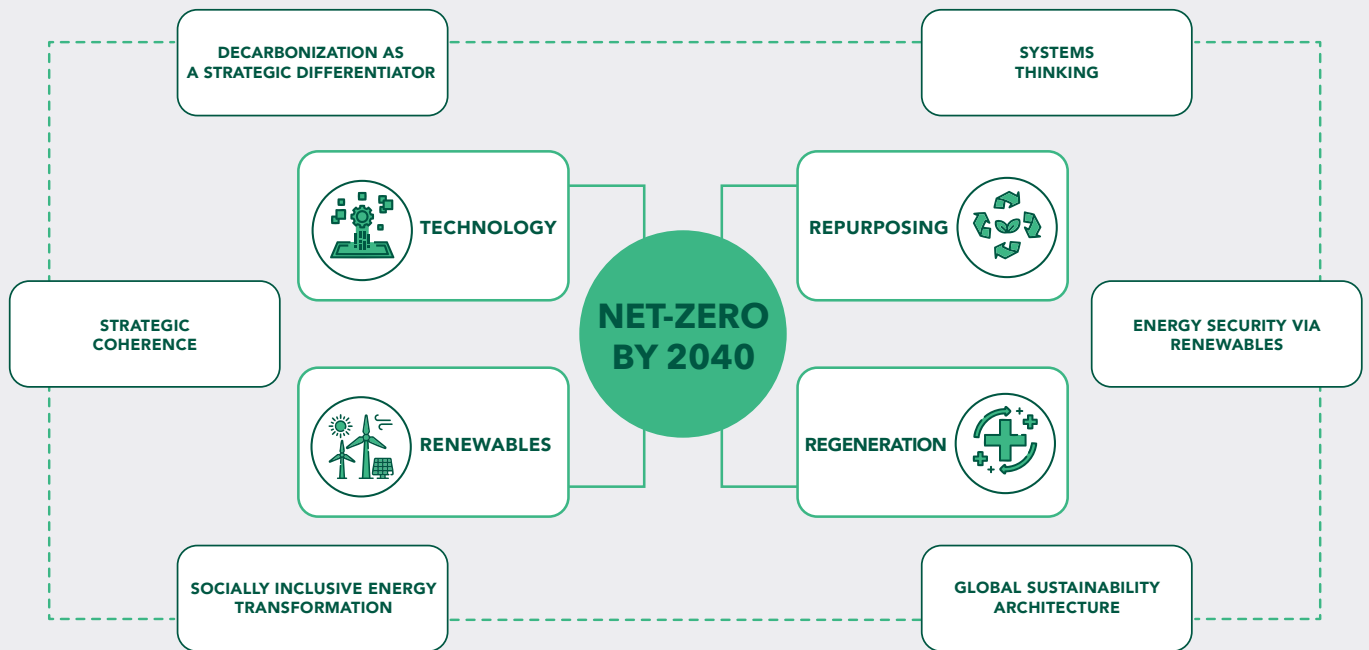 DECARBONIZATION AS
A STRATEGIC DIFFERENTIATOR
SYSTEMS
THINKING
TECHNOLOGY
REPURPOSING
STRATEGIC
COHERENCE
NET-ZERO
BY 2040
ENERGY SECURITY VIA
RENEWABLES
RENEWABLES
REGENERATION
SOCIALLY INCLUSIVE ENERGY
TRANSFORMATION
GLOBAL SUSTAINABILITY
ARCHITECTURE